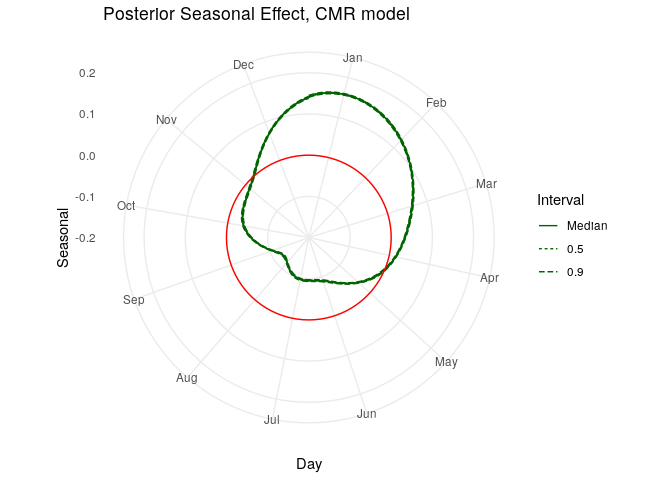 Posterior Seasonal Effect, CMR model
Dec
Jan
0.2
Feb
0.1
Nov
0.0
Mar
-0.1
Oct
Seasonal
-0.2
Apr
Sep
May
Aug
Jun
Jul
Day
Interval
Median
0.5
0.9